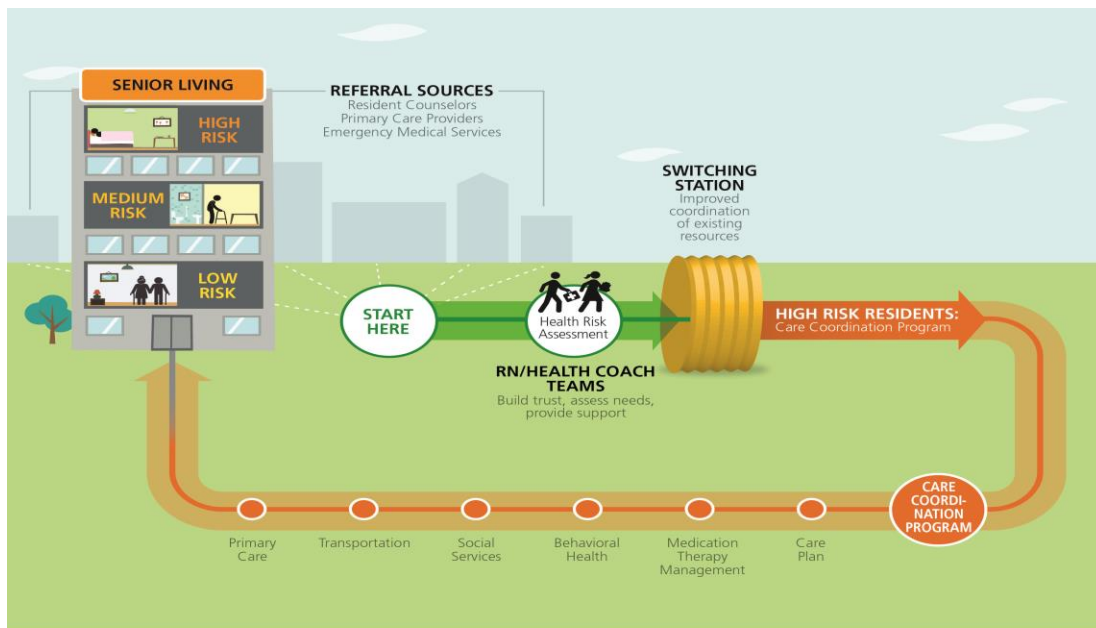 SENIOR LIVING
HIGH
RISK
MEDIUM
RISK
LOW
RISK
REFERRAL SOURCES
Resident Counselors
Primary Care Providers
Emergency Medical Services
START
HERE
Health Risk
Assessment
RN/HEALTH COACH
TEAMS
Build trust, assess needs,
provide support
SWITCHING
STATION
Improved
coordination
of existing
resources
HIGH RISK RESIDENTS:
Care Coordination Program
CARE
COORDI-
NATION
PROGRAM
Primary
Care
Transportation
Social
Services
Behavioral
Health
Medication
Therapy
Management
Care
Plan